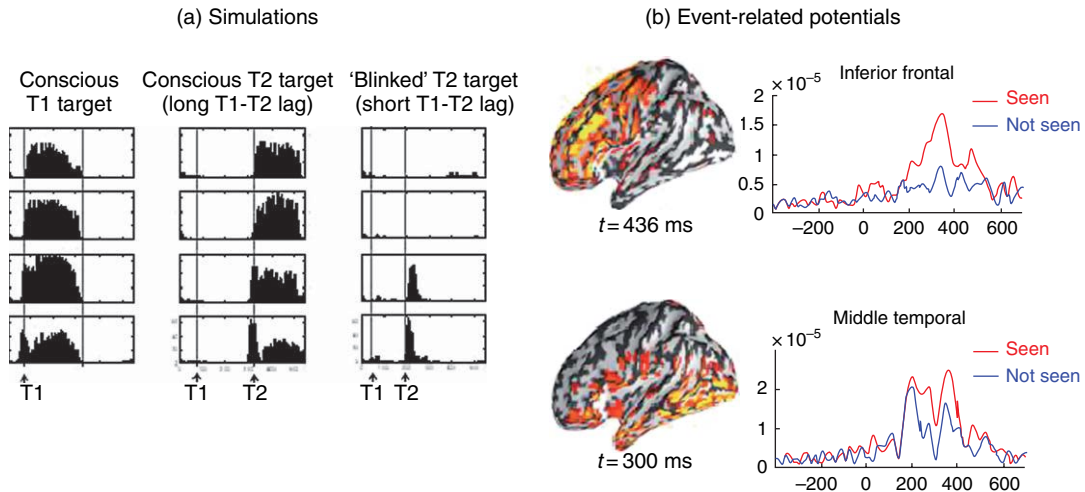 (a) Simulations
Conscious
T1 target
Conscious T2 target
(long T1-T2 lag)
‘Blinked’ T2 target
(short T1-T2 lag)
T1
T1
T2
T1
T2
(b) Event-related potentials
t = 436 ms
Inferior frontal
×10⁻⁵
2
1.5
1
0.5
0
Seen
Not seen
−200
0
200
400
600
t = 300 ms
Middle temporal
×10⁻⁵
2
1
0
Seen
Not seen
−200
0
200
400
600